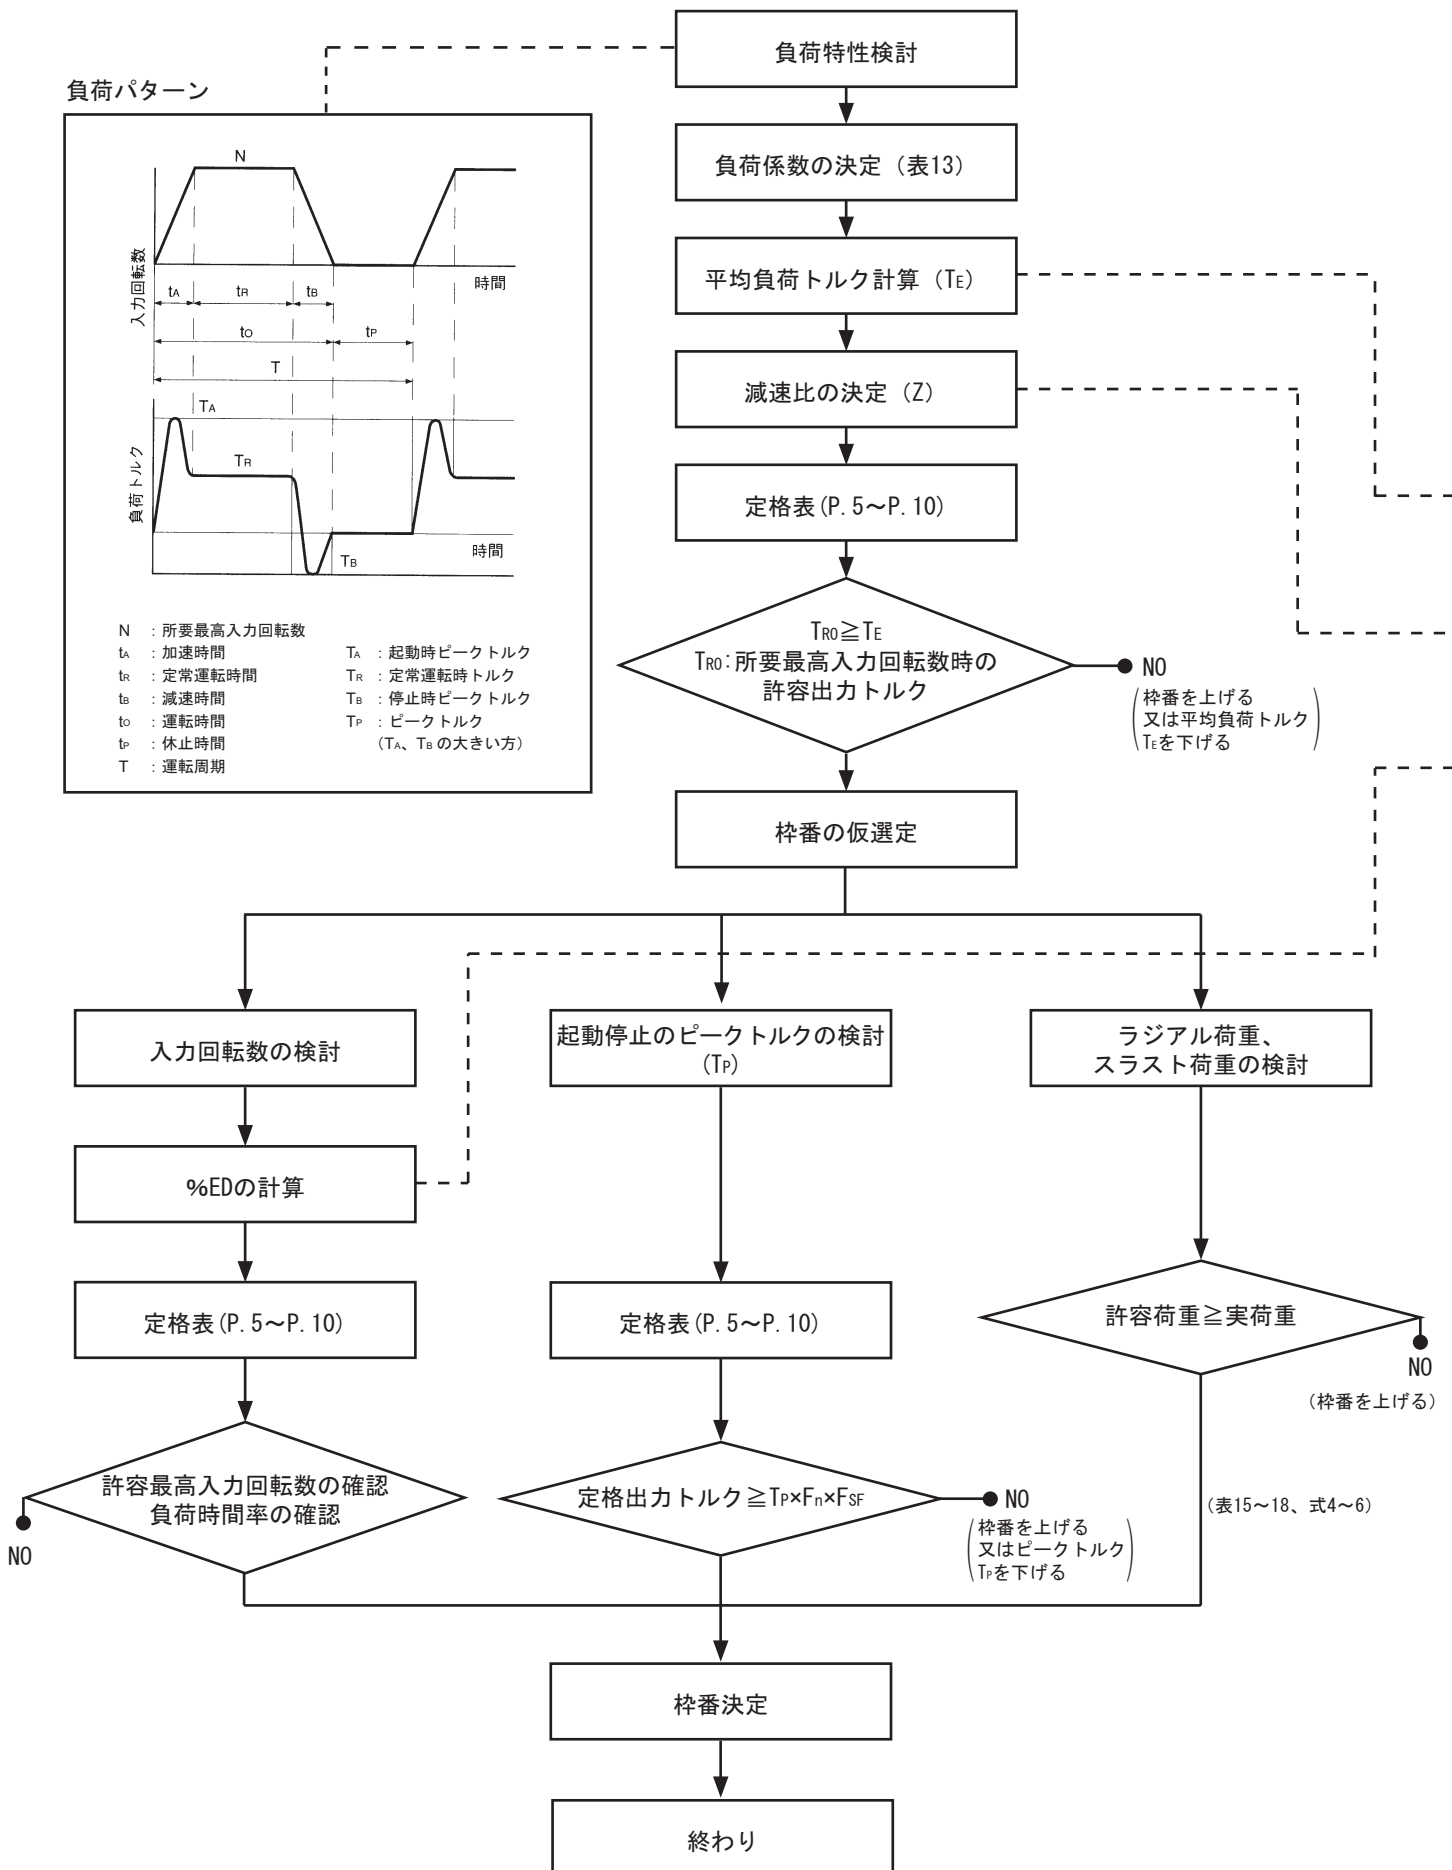 負荷特性検討
負荷パターン
N
入力回転数
時間
tA
tR
tB
tO
tP
T
TA
TR
負荷トルク
時間
TB
N :所要最高入力回転数
tA :加速時間
tR :定常運転時間
tB :減速時間
tO :運転時間
tP :休止時間
T :運転周期
TA :起動時ピークトルク
TR :定常運転時トルク
TB :停止時ピークトルク
TP :ピークトルク
(TA、TBの大きい方)
負荷係数の決定(表13)
平均負荷トルク計算(TE)
減速比の決定(Z)
定格表(P.5～P.10)
TRO≧TE
TRO:所要最高入力回転数時の
許容出力トルク
NO
(枠番を上げる
又は平均負荷トルク
TEを下げる)
枠番の仮選定
入力回転数の検討
%EDの計算
定格表(P.5～P.10)
許容最高入力回転数の確認
負荷時間率の確認
NO
起動停止のピークトルクの検討
(TP)
定格表(P.5～P.10)
定格出力トルク≧TP×Fn×FSF
NO
(枠番を上げる
又はピークトルク
TPを下げる)
ラジアル荷重、
スラスト荷重の検討
許容荷重≧実荷重
NO
(枠番を上げる)
(表15～18、式4～6)
枠番決定
終わり